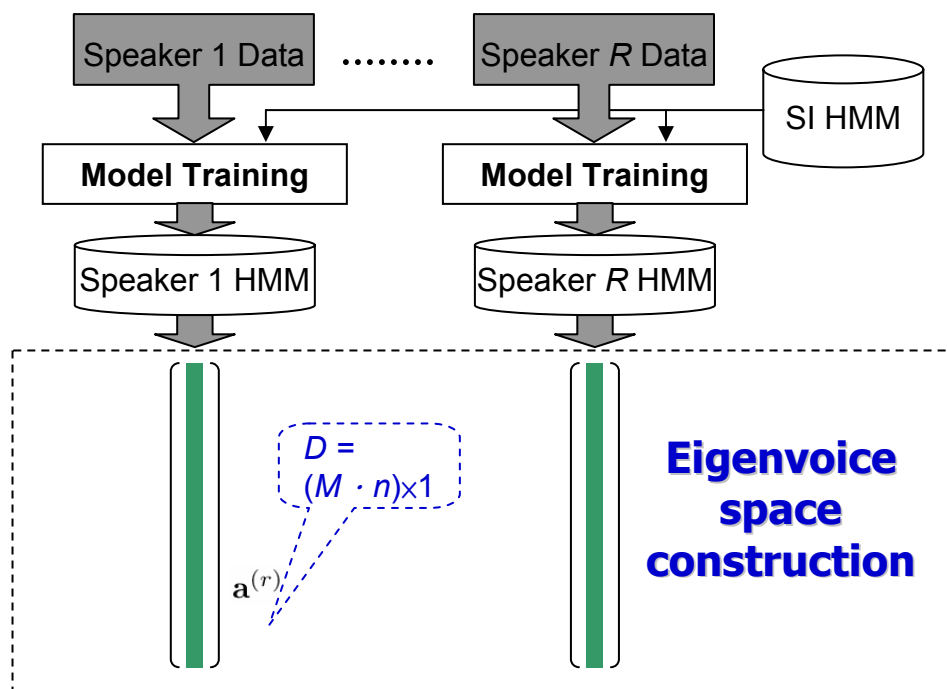 Speaker 1 Data
........
Speaker R Data
SI HMM
Model Training
Model Training
Speaker 1 HMM
Speaker R HMM
D =
(M · n)×1
a^(r)
Eigenvoice
space
construction